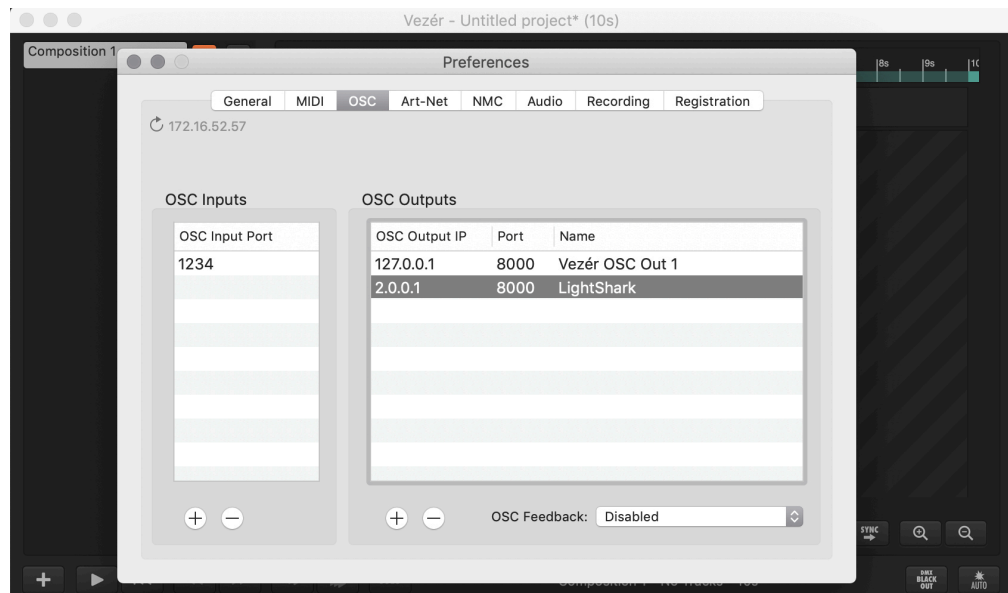 Vezér - Untitled project* (10s)
Composition 1
Preferences
8s 9s
General MIDI OSC Art-Net NMC Audio Recording Registration
172.16.52.57
OSC Inputs
OSC Outputs
OSC Input Port
OSC Output IP Port Name
1234
127.0.0.1 8000 Vezér OSC Out 1
2.0.0.1 8000 LightShark
OSC Feedback: Disabled
SYNC
DMX
BLACK
OUT
AUTO